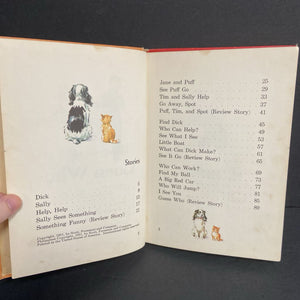 Stories
Dick 5
Sally 9
Help, Help
Sally Sees Something
Something Funny (Review Story)
Jane and Puff 25
See Puff Go 29
Tim and Sally Help 33
Go Away, Spot 37
Puff, Tim, and Spot (Review Story) 41
Find Dick 45
Who Can Help? 49
See What I See 53
Little Boat 57
What Can Dick Make? 61
See It Go (Review Story) 65
Who Can Work? 69
Find My Ball 73
A Big Red Car 77
Who Will Jump? 81
I See You 85
Guess Who (Review Story) 89